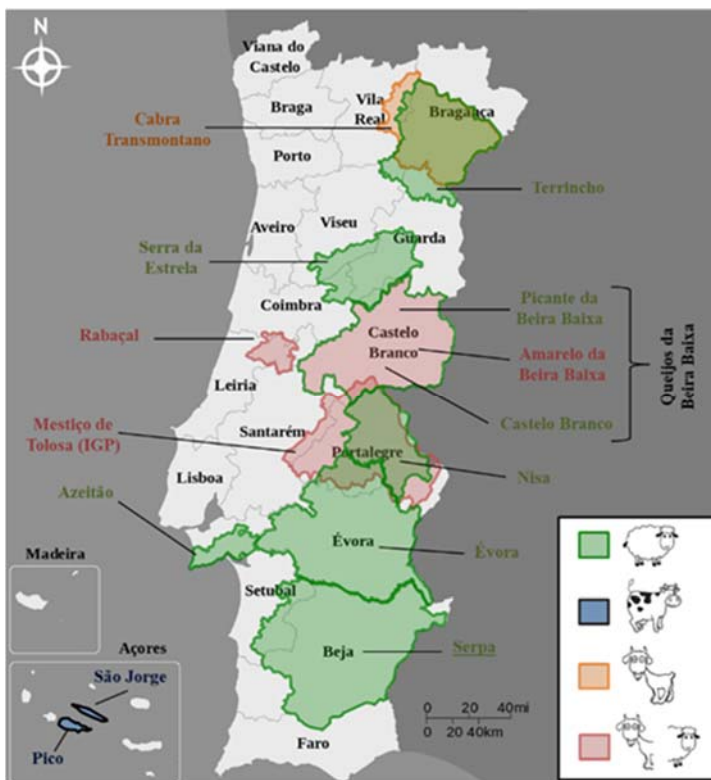 N
Viana do
Castelo
Braga
Vila
Real
Bragança
Cabra
Transmontano
Porto
Terrincho
Aveiro
Viseu
Guarda
Serra da
Estrela
Coimbra
Picante da
Beira Baixa
Rabaçal
Castelo
Branco
Amarelo da
Beira Baixa
Queijos da
Beira Baixa
Leiria
Castelo Branco
Mestiço de
Tolosa (IGP)
Santarém
Portalegre
Nisa
Lisboa
Azeitão
Évora
Évora
Madeira
Setubal
Açores
Beja
Serpa
São Jorge
Pico
0 20 40mi
0 20 40km
Faro